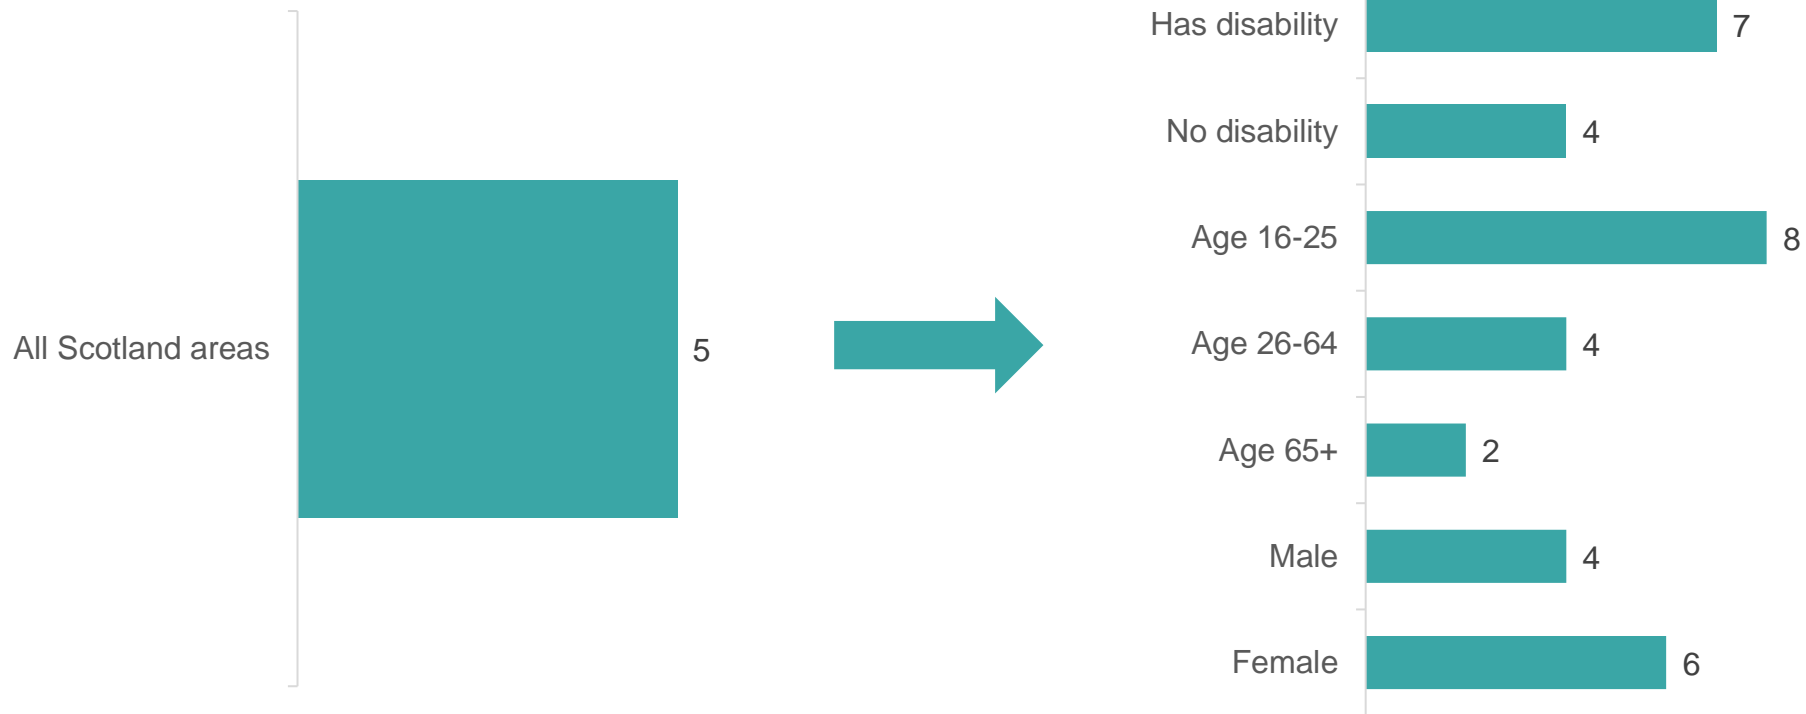 All Scotland areas 5
Has disability 7
No disability 4
Age 16-25 8
Age 26-64 4
Age 65+ 2
Male 4
Female 6